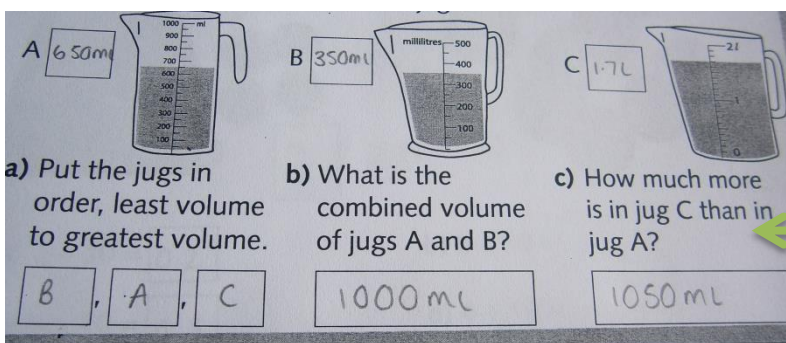 A 650ml
1000 ml
900
800
700
600
500
400
300
200
100
B 350ml
millilitres 500
400
300
200
100
C 1.7L
2l
1
0
a) Put the jugs in
order, least volume
to greatest volume.
B , A , C
b) What is the
combined volume
of jugs A and B?
1000ml
c) How much more
is in jug C than in
jug A?
1050ml